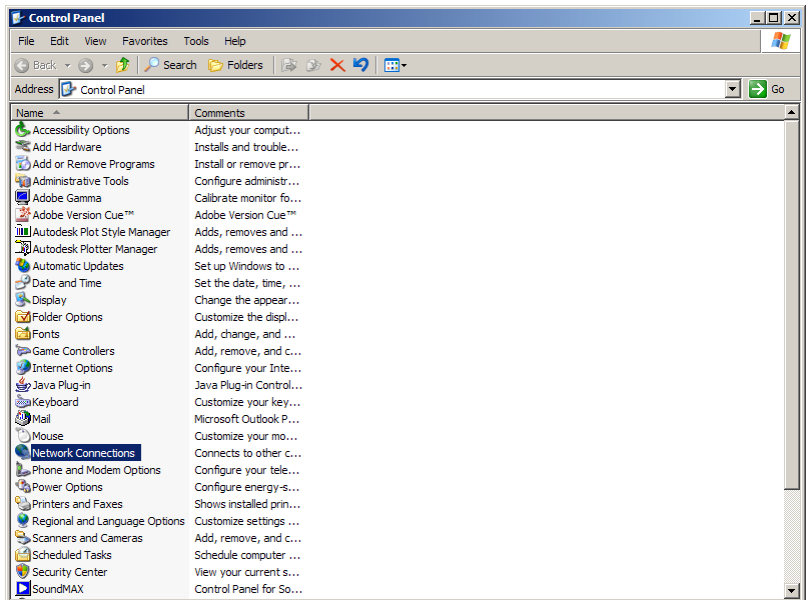 Control Panel
File Edit View Favorites Tools Help
Back Search Folders
Address Control Panel Go
Name Comments
Accessibility Options Adjust your comput...
Add Hardware Installs and trouble...
Add or Remove Programs Install or remove pr...
Administrative Tools Configure administr...
Adobe Gamma Calibrate monitor fo...
Adobe Version Cue™ Adobe Version Cue™
Autodesk Plot Style Manager Adds, removes and ...
Autodesk Plotter Manager Adds, removes and ...
Automatic Updates Set up Windows to ...
Date and Time Set the date, time, ...
Display Change the appear...
Folder Options Customize the displ...
Fonts Add, change, and ...
Game Controllers Add, remove, and c...
Internet Options Configure your Inte...
Java Plug-in Java Plug-in Control...
Keyboard Customize your key...
Mail Microsoft Outlook P...
Mouse Customize your mo...
Network Connections Connects to other c...
Phone and Modem Options Configure your tele...
Power Options Configure energy-s...
Printers and Faxes Shows installed prin...
Regional and Language Options Customize settings ...
Scanners and Cameras Add, remove, and c...
Scheduled Tasks Schedule computer ...
Security Center View your current s...
SoundMAX Control Panel for So...